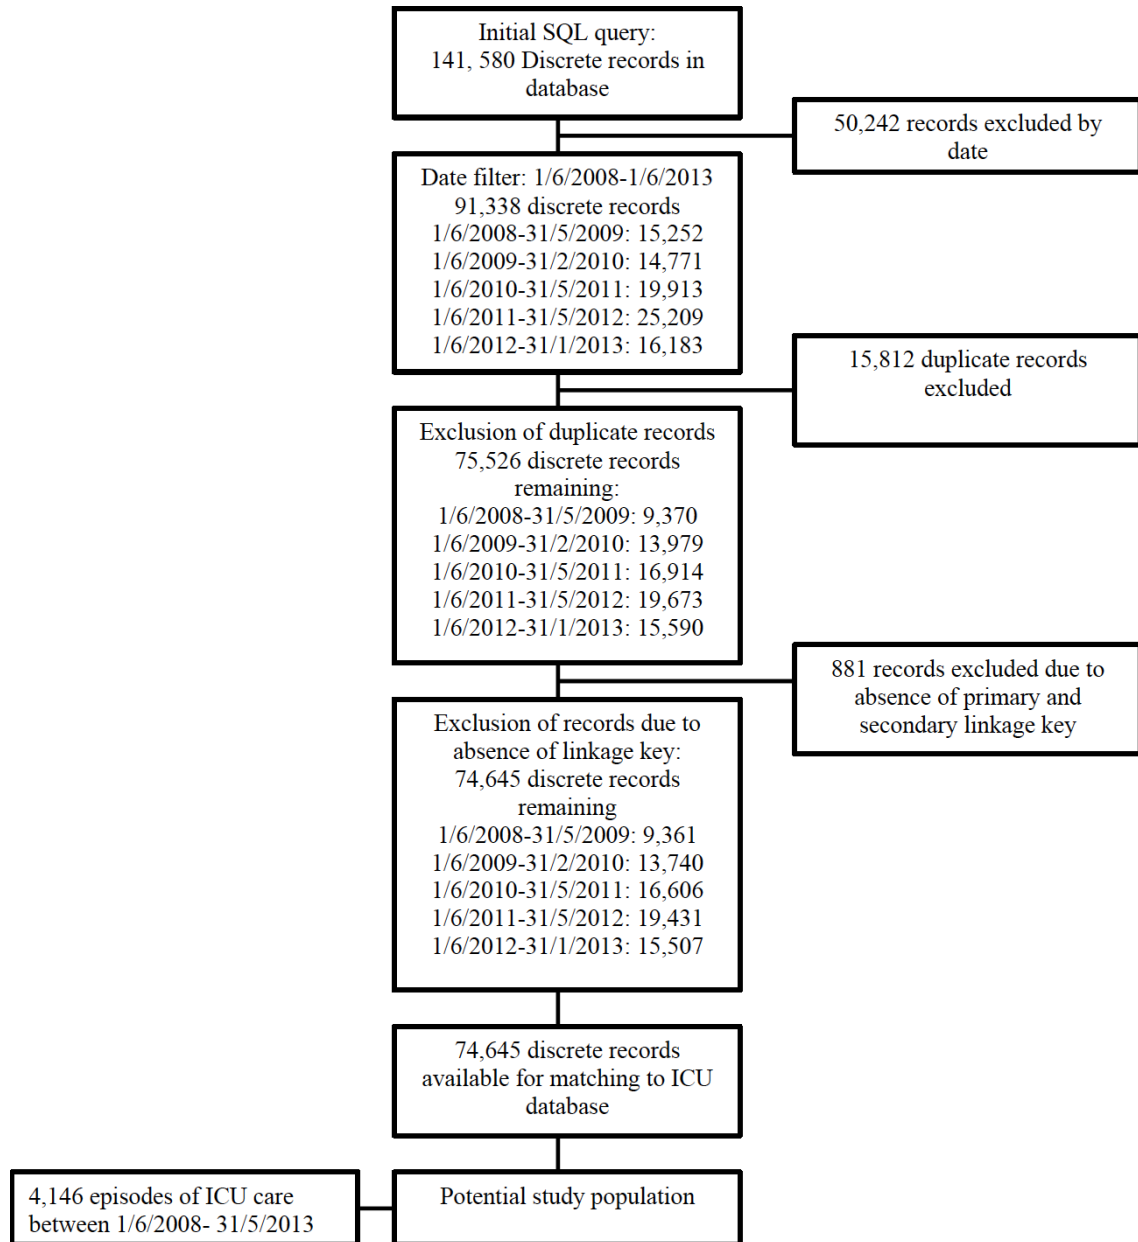 Initial SQL query:
141, 580 Discrete records in
database
50,242 records excluded by
date
Date filter: 1/6/2008-1/6/2013
91,338 discrete records
1/6/2008-31/5/2009: 15,252
1/6/2009-31/2/2010: 14,771
1/6/2010-31/5/2011: 19,913
1/6/2011-31/5/2012: 25,209
1/6/2012-31/1/2013: 16,183
15,812 duplicate records
excluded
Exclusion of duplicate records
75,526 discrete records
remaining:
1/6/2008-31/5/2009: 9,370
1/6/2009-31/2/2010: 13,979
1/6/2010-31/5/2011: 16,914
1/6/2011-31/5/2012: 19,673
1/6/2012-31/1/2013: 15,590
881 records excluded due to
absence of primary and
secondary linkage key
Exclusion of records due to
absence of linkage key:
74,645 discrete records
remaining
1/6/2008-31/5/2009: 9,361
1/6/2009-31/2/2010: 13,740
1/6/2010-31/5/2011: 16,606
1/6/2011-31/5/2012: 19,431
1/6/2012-31/1/2013: 15,507
74,645 discrete records
available for matching to ICU
database
4,146 episodes of ICU care
between 1/6/2008- 31/5/2013
Potential study population